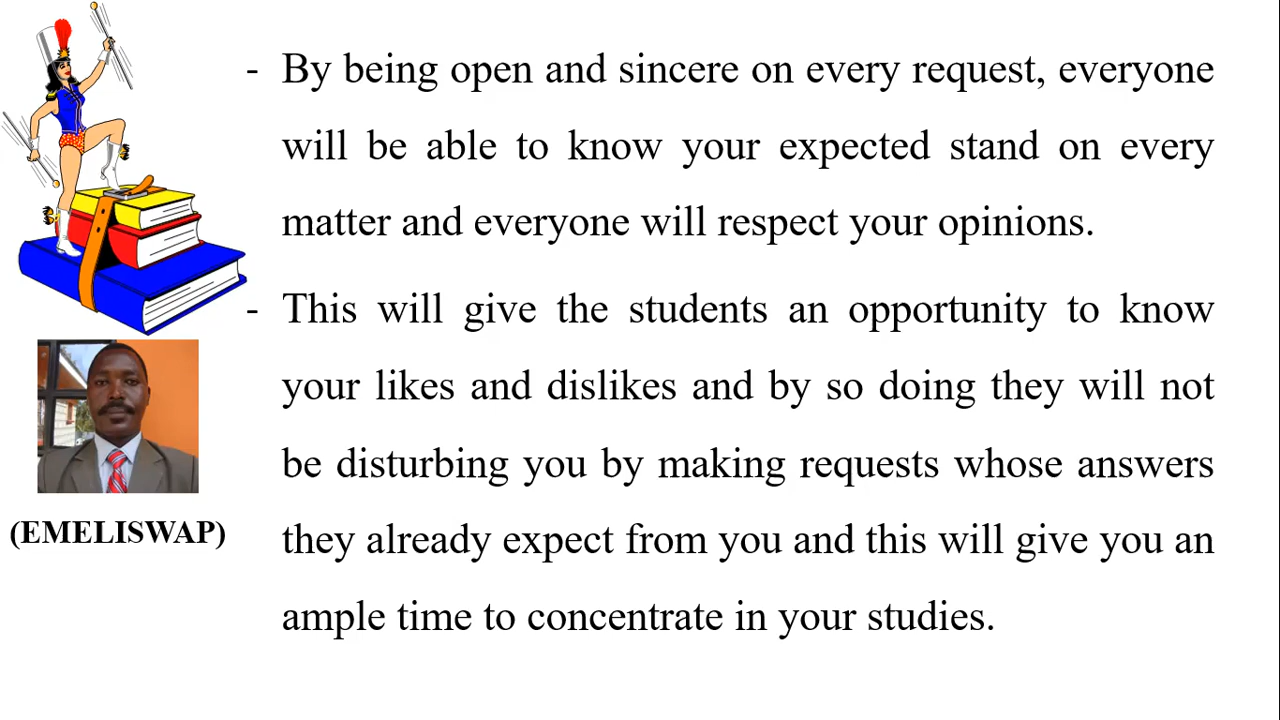 - By being open and sincere on every request, everyone
will be able to know your expected stand on every
matter and everyone will respect your opinions.
- This will give the students an opportunity to know
your likes and dislikes and by so doing they will not
be disturbing you by making requests whose answers
they already expect from you and this will give you an
ample time to concentrate in your studies.
(EMELISWAP)